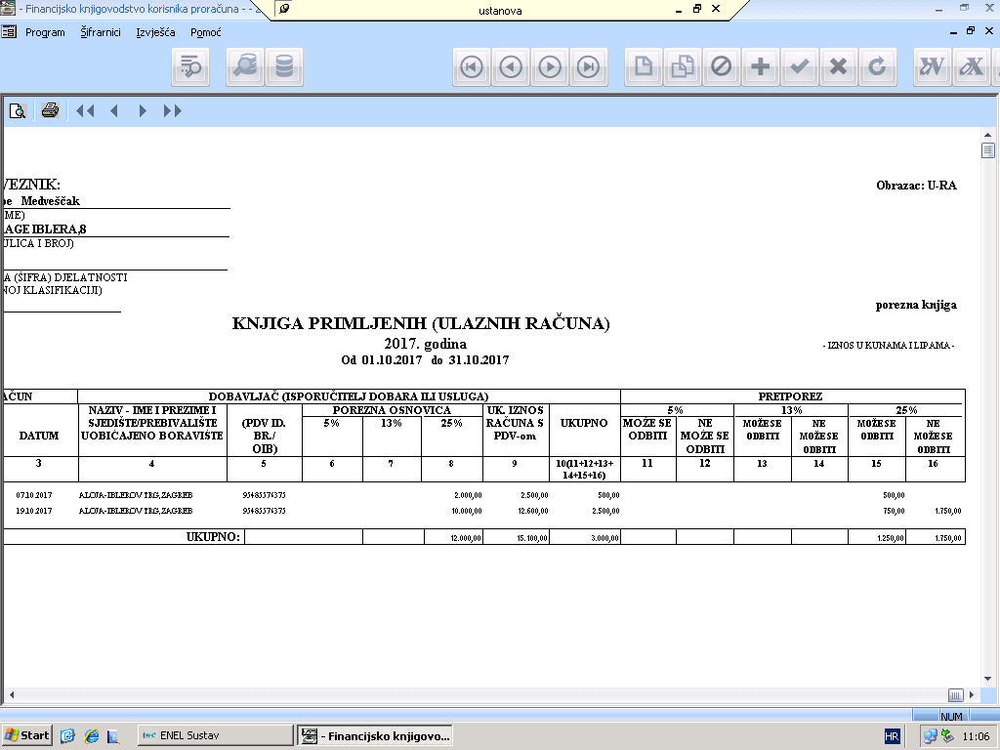 - Financijsko knjigovodstvo korisnika proračuna - -
ustanova
Program Šifrarnici Izvješća Pomoć
VEZNIK:
Obrazac: U-RA
pe Medveščak
ME)
LAGE IBLERA,8
ULICA I BROJ)
A (ŠIFRA) DJELATNOSTI
NOJ KLASIFIKACIJI)
porezna knjiga
KNJIGA PRIMLJENIH (ULAZNIH RAČUNA)
2017. godina
- IZNOS U KUNAMA I LIPAMA -
Od 01.10.2017 do 31.10.2017
AČUN DOBAVLJAČ (ISPORUČITELJ DOBARA ILI USLUGA) PRETPOREZ
DATUM
NAZIV - IME I PREZIME I
SJEDIŠTE/PREBIVALIŠTE
UOBIČAJENO BORAVIŠTE
(PDV ID.
BR./
OIB)
POREZNA OSNOVICA
5% 13% 25%
UK. IZNOS
RAČUNA S
PDV-om
UKUPNO
5% 13% 25%
MOŽE SE
ODBITI
NE
MOŽE SE
ODBITI
MOŽE SE
ODBITI
NE
MOŽE SE
ODBITI
MOŽE SE
ODBITI
NE
MOŽE SE
ODBITI
3 4 5 6 7 8 9 10(11+12+13+ 11 12 13 14 15 16
14+15+16)
07.10.2017 ALOJA-IBLEROV TRG,ZAGREB 95485574375 2.000,00 2.500,00 500,00 500,00
19.10.2017 ALOJA-IBLEROV TRG,ZAGREB 95485574375 10.000,00 12.600,00 2.500,00 750,00 1.750,00
UKUPNO: 12.000,00 15.100,00 3.000,00 1.250,00 1.750,00
NUM
Start ENEL Sustav - Financijsko knjigovo... HR 11:06